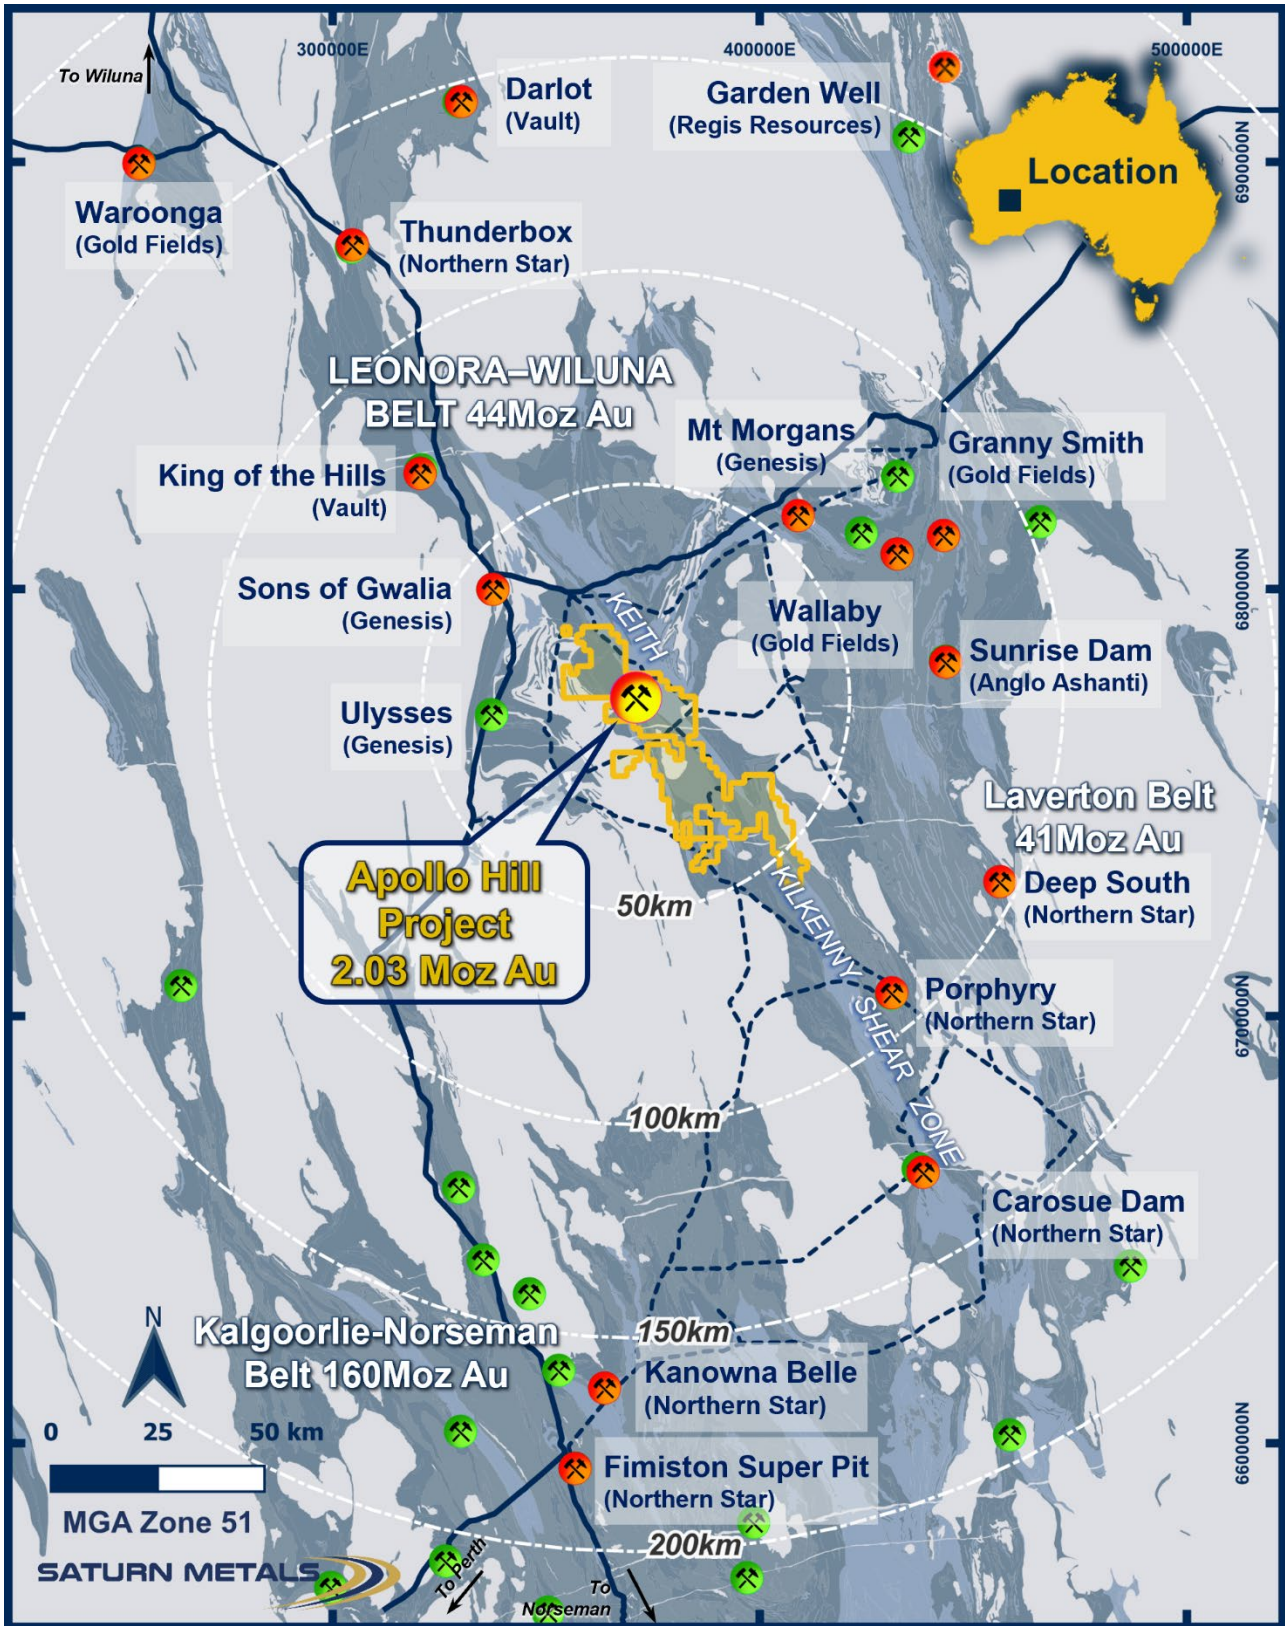 300000E
400000E
500000E
To Wiluna
Darlot
(Vault)
Garden Well
(Regis Resources)
Location
6900000N
Waroonga
(Gold Fields)
Thunderbox
(Northern Star)
LEONORA–WILUNA
BELT 44Moz Au
Mt Morgans
(Genesis)
Granny Smith
(Gold Fields)
King of the Hills
(Vault)
Sons of Gwalia
(Genesis)
KEITH
Wallaby
(Gold Fields)
6800000N
Sunrise Dam
(Anglo Ashanti)
Ulysses
(Genesis)
Laverton Belt
41Moz Au
Apollo Hill
Project
2.03 Moz Au
50km
KILKENNY SHEAR ZONE
Deep South
(Northern Star)
Porphyry
(Northern Star)
6700000N
100km
Carosue Dam
(Northern Star)
N
Kalgoorlie-Norseman
Belt 160Moz Au
150km
Kanowna Belle
(Northern Star)
0 25 50 km
6600000N
Fimiston Super Pit
(Northern Star)
MGA Zone 51
200km
SATURN METALS
To Perth
To
Norseman